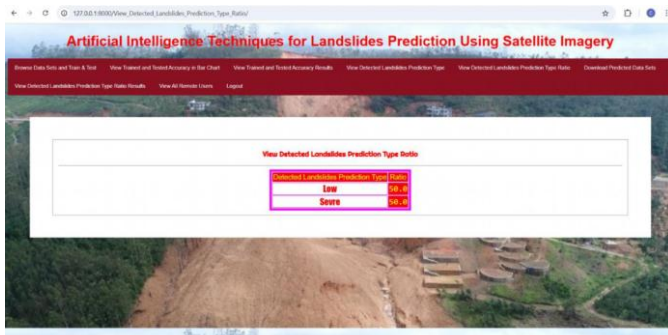 127.0.0.1:8000/View_Detected_Landslides_Prediction_Type_Ratio/
Artificial Intelligence Techniques for Landslides Prediction Using Satellite Imagery
Browse Data Sets and Train & Test View Trained and Tested Accuracy in Bar Chart View Trained and Tested Accuracy Results View Detected Landslides Prediction Type View Detected Landslides Prediction Type Ratio Download Predicted Data Sets
View Detected Landslides Prediction Type Ratio Results View All Remote Users Logout
View Detected Landslides Prediction Type Ratio
Detected Landslides Prediction Type Ratio
Low 50.0
Sevre 50.0